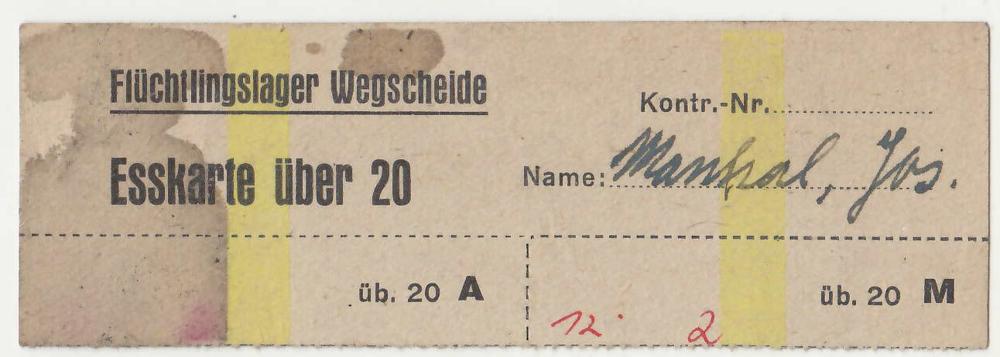 Flüchtlingslager Wegscheide
Kontr.-Nr.
Esskarte über 20
Name: Manhal, Jos.
üb. 20 A
üb. 20 M
12. 2